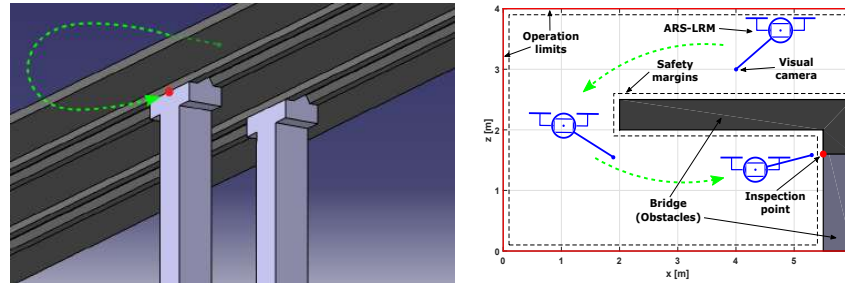 4
3
2
1
0
z [m]
0
1
2
3
4
5
x [m]
Operation
limits
ARS-LRM
Safety
margins
Visual
camera
Bridge
(Obstacles)
Inspection
point